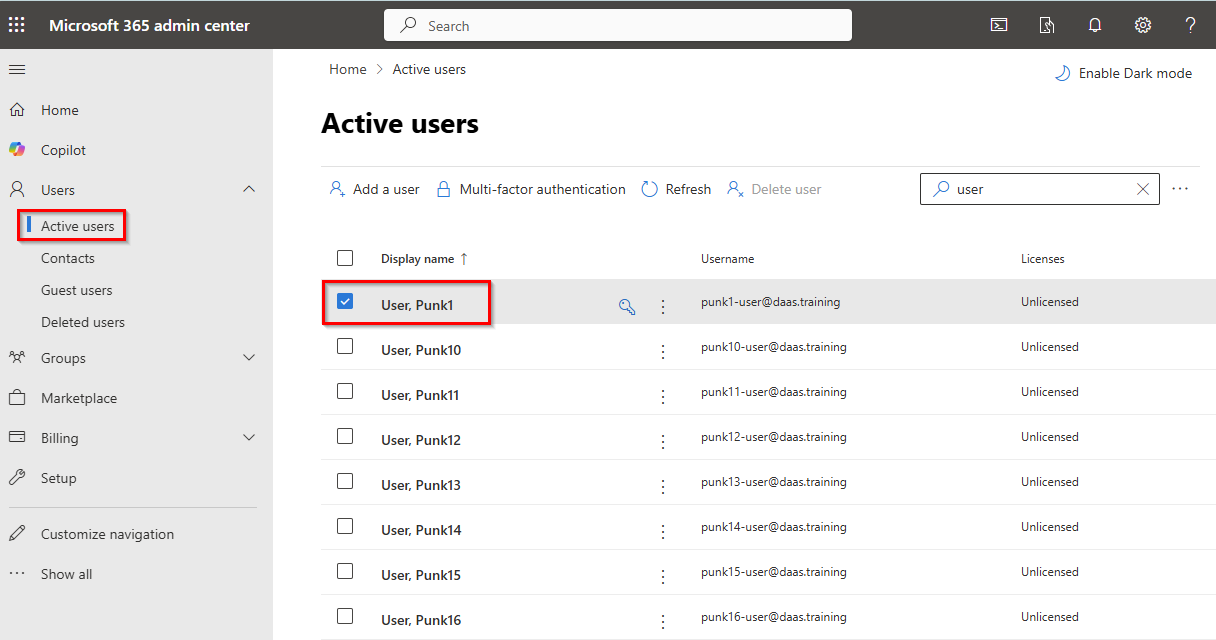 Microsoft 365 admin center
Search
Home
Copilot
Users
Active users
Contacts
Guest users
Deleted users
Groups
Marketplace
Billing
Setup
Customize navigation
Show all
Home > Active users
Enable Dark mode
Active users
Add a user Multi-factor authentication Refresh Delete user user
Display name ↑ Username Licenses
User, Punk1 punk1-user@daas.training Unlicensed
User, Punk10 punk10-user@daas.training Unlicensed
User, Punk11 punk11-user@daas.training Unlicensed
User, Punk12 punk12-user@daas.training Unlicensed
User, Punk13 punk13-user@daas.training Unlicensed
User, Punk14 punk14-user@daas.training Unlicensed
User, Punk15 punk15-user@daas.training Unlicensed
User, Punk16 punk16-user@daas.training Unlicensed